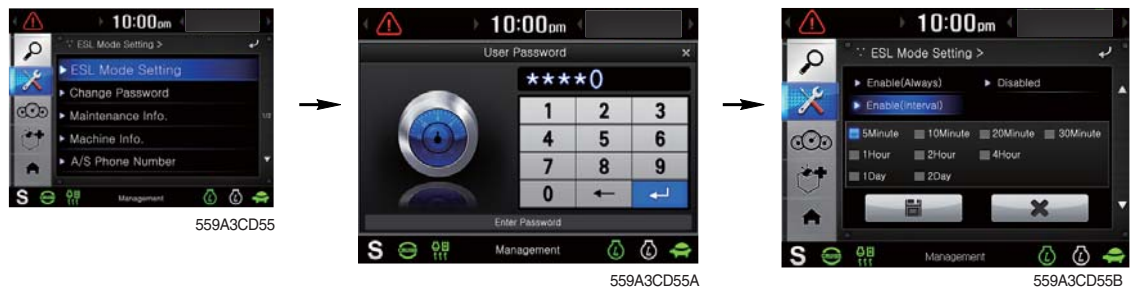 10:00pm
ESL Mode Setting >
ESL Mode Setting
Change Password
Maintenance Info.
Machine Info.
A/S Phone Number
1/2
S
Management
559A3CD55
10:00pm
User Password
****0
1 2 3
4 5 6
7 8 9
0
Enter Password
S
Management
559A3CD55A
10:00pm
ESL Mode Setting >
Enable(Always) Disabled
Enable(Interval)
5Minute 10Minute 20Minute 30Minute
1Hour 2Hour 4Hour
1Day 2Day
S
Management
559A3CD55B